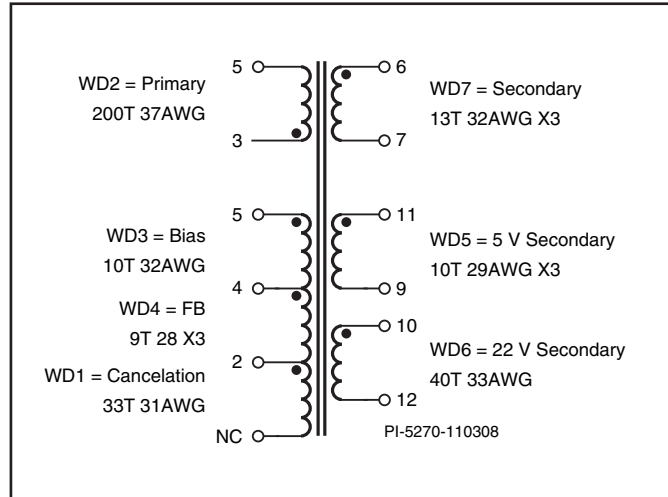 5
WD2 = Primary
200T 37AWG
3
6
WD7 = Secondary
13T 32AWG X3
7
5
WD3 = Bias
10T 32AWG
4
WD4 = FB
9T 28 X3
2
WD1 = Cancelation
33T 31AWG
NC
11
WD5 = 5 V Secondary
10T 29AWG X3
9
10
WD6 = 22 V Secondary
40T 33AWG
12
PI-5270-110308